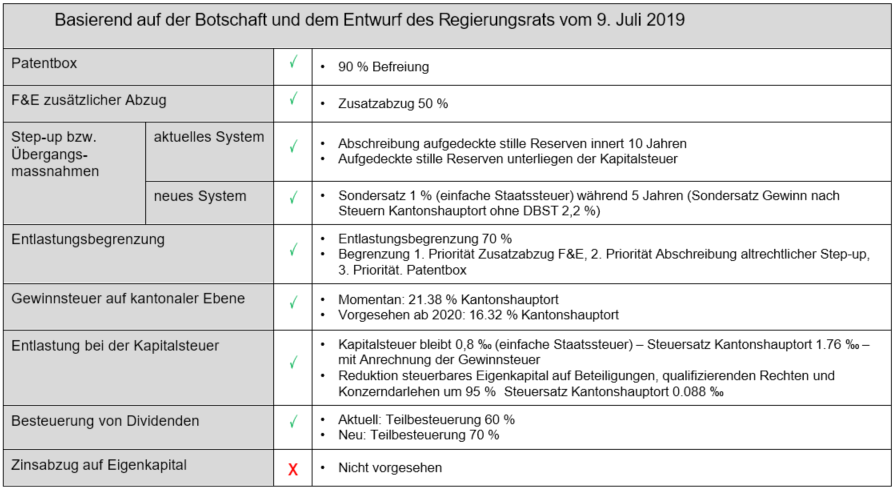 Basierend auf der Botschaft und dem Entwurf des Regierungsrats vom 9. Juli 2019
Patentbox
√
• 90 % Befreiung
F&E zusätzlicher Abzug
√
• Zusatzabzug 50 %
Step-up bzw.
Übergangs-
massnahmen
aktuelles System
√
• Abschreibung aufgedeckte stille Reserven innert 10 Jahren
• Aufgedeckte stille Reserven unterliegen der Kapitalsteuer
neues System
√
• Sondersatz 1 % (einfache Staatssteuer) während 5 Jahren (Sondersatz Gewinn nach
Steuern Kantonshauptort ohne DBST 2,2 %)
Entlastungsbegrenzung
√
• Entlastungsbegrenzung 70 %
• Begrenzung 1. Priorität Zusatzabzug F&E, 2. Priorität Abschreibung altrechtlicher Step-up,
3. Priorität. Patentbox
Gewinnsteuer auf kantonaler Ebene
√
• Momentan: 21.38 % Kantonshauptort
• Vorgesehen ab 2020: 16.32 % Kantonshauptort
Entlastung bei der Kapitalsteuer
√
• Kapitalsteuer bleibt 0,8 ‰ (einfache Staatssteuer) – Steuersatz Kantonshauptort 1.76 ‰ –
mit Anrechnung der Gewinnsteuer
• Reduktion steuerbares Eigenkapital auf Beteiligungen, qualifizierenden Rechten und
Konzerndarlehen um 95 % Steuersatz Kantonshauptort 0.088 ‰
Besteuerung von Dividenden
√
• Aktuell: Teilbesteuerung 60 %
• Neu: Teilbesteuerung 70 %
Zinsabzug auf Eigenkapital
X
• Nicht vorgesehen